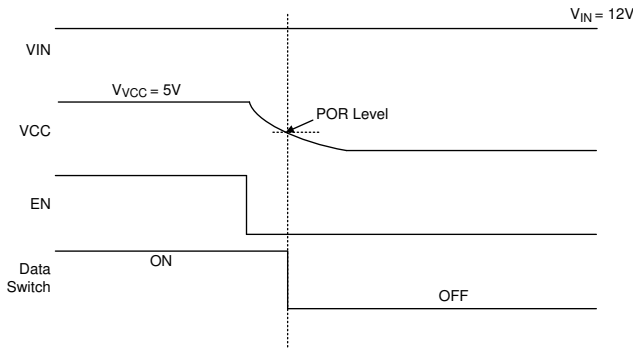 V_IN = 12V
VIN
V_VCC = 5V
POR Level
VCC
EN
ON
Data
Switch
OFF